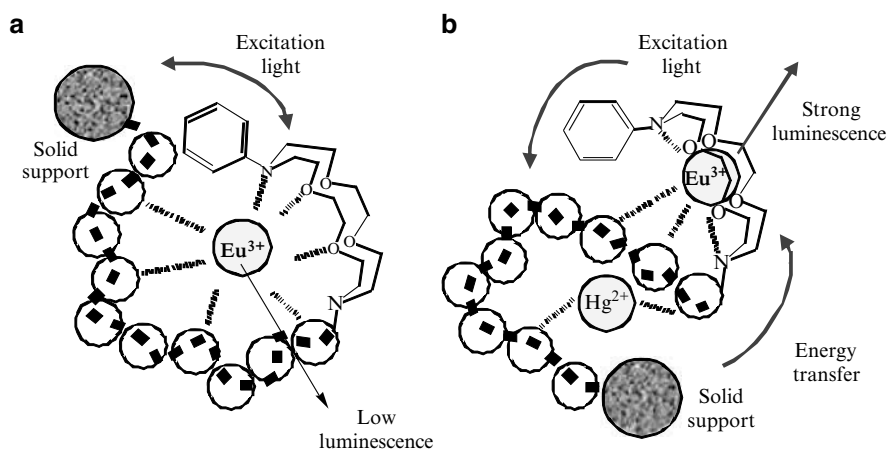 a
Excitation
light
Solid
support
N
O
O
O
Eu³⁺
N
Low
luminescence
b
Excitation
light
Strong
luminescence
N
O
O
Eu³⁺
O
O
N
Hg²⁺
Energy
transfer
Solid
support